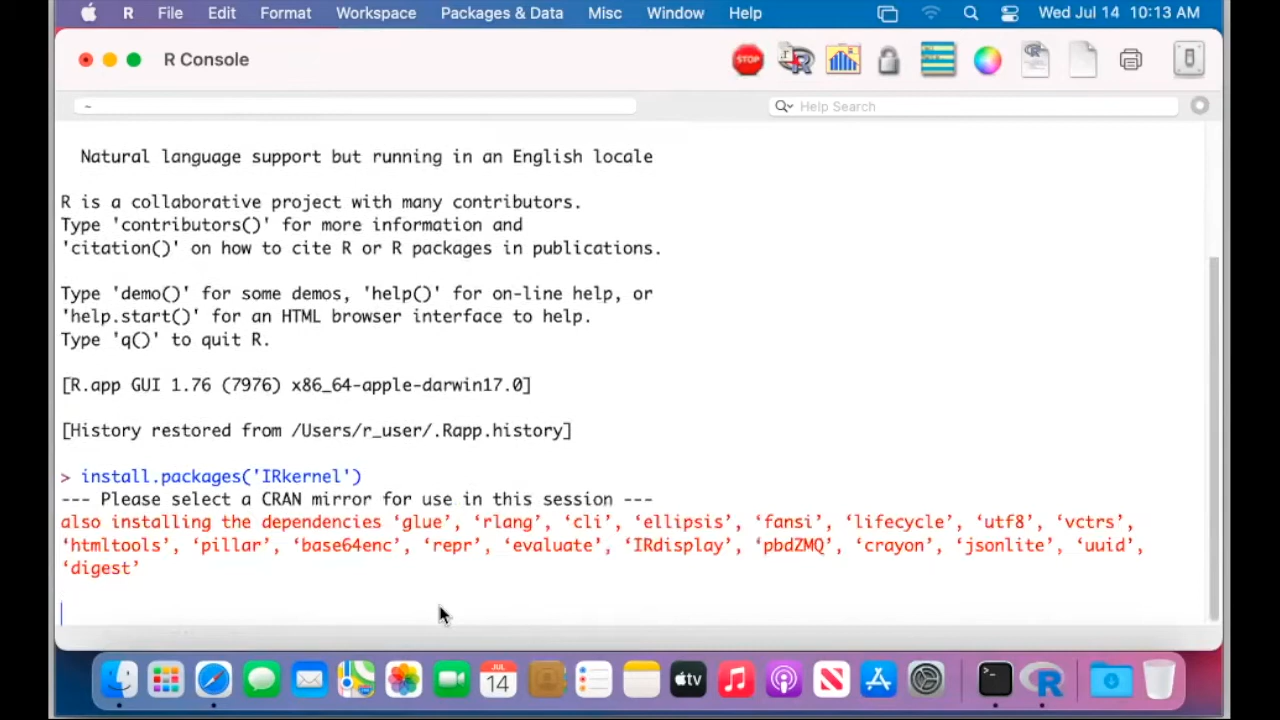 R File Edit Format Workspace Packages & Data Misc Window Help Wed Jul 14 10:13 AM
R Console
STOP
~
Help Search
Natural language support but running in an English locale
R is a collaborative project with many contributors.
Type 'contributors()' for more information and
'citation()' on how to cite R or R packages in publications.
Type 'demo()' for some demos, 'help()' for on-line help, or
'help.start()' for an HTML browser interface to help.
Type 'q()' to quit R.
[R.app GUI 1.76 (7976) x86_64-apple-darwin17.0]
[History restored from /Users/r_user/.Rapp.history]
> install.packages('IRkernel')
--- Please select a CRAN mirror for use in this session ---
also installing the dependencies ‘glue’, ‘rlang’, ‘cli’, ‘ellipsis’, ‘fansi’, ‘lifecycle’, ‘utf8’, ‘vctrs’,
‘htmltools’, ‘pillar’, ‘base64enc’, ‘repr’, ‘evaluate’, ‘IRdisplay’, ‘pbdZMQ’, ‘crayon’, ‘jsonlite’, ‘uuid’,
‘digest’
JUL
14
tv
R